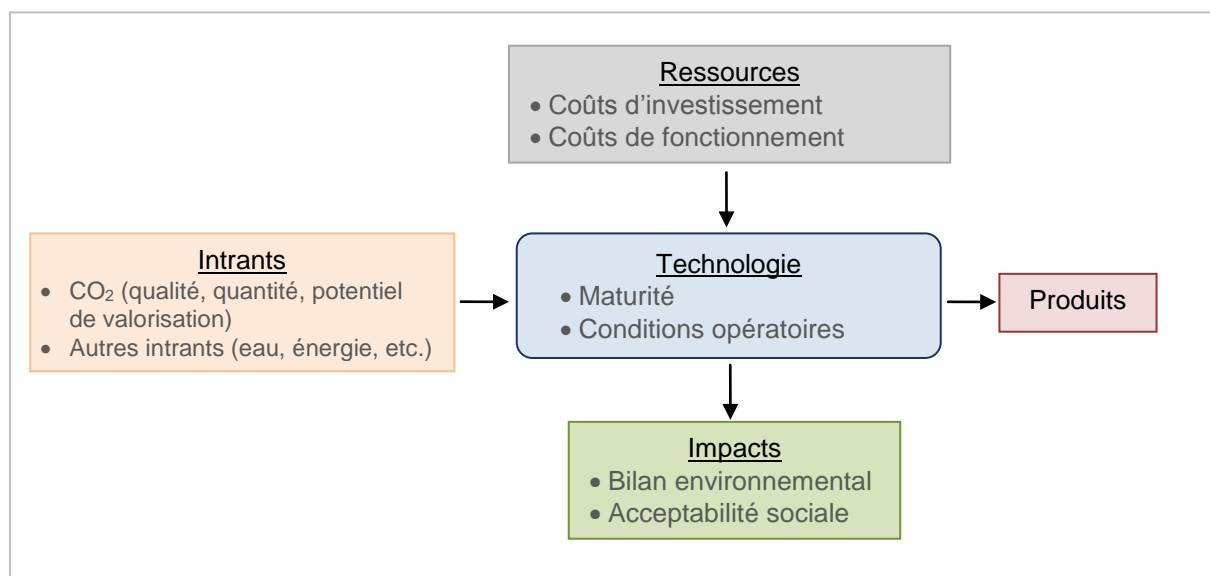 Ressources
• Coûts d’investissement
• Coûts de fonctionnement
Intrants
• CO₂ (qualité, quantité, potentiel
de valorisation)
• Autres intrants (eau, énergie, etc.)
Technologie
• Maturité
• Conditions opératoires
Produits
Impacts
• Bilan environnemental
• Acceptabilité sociale